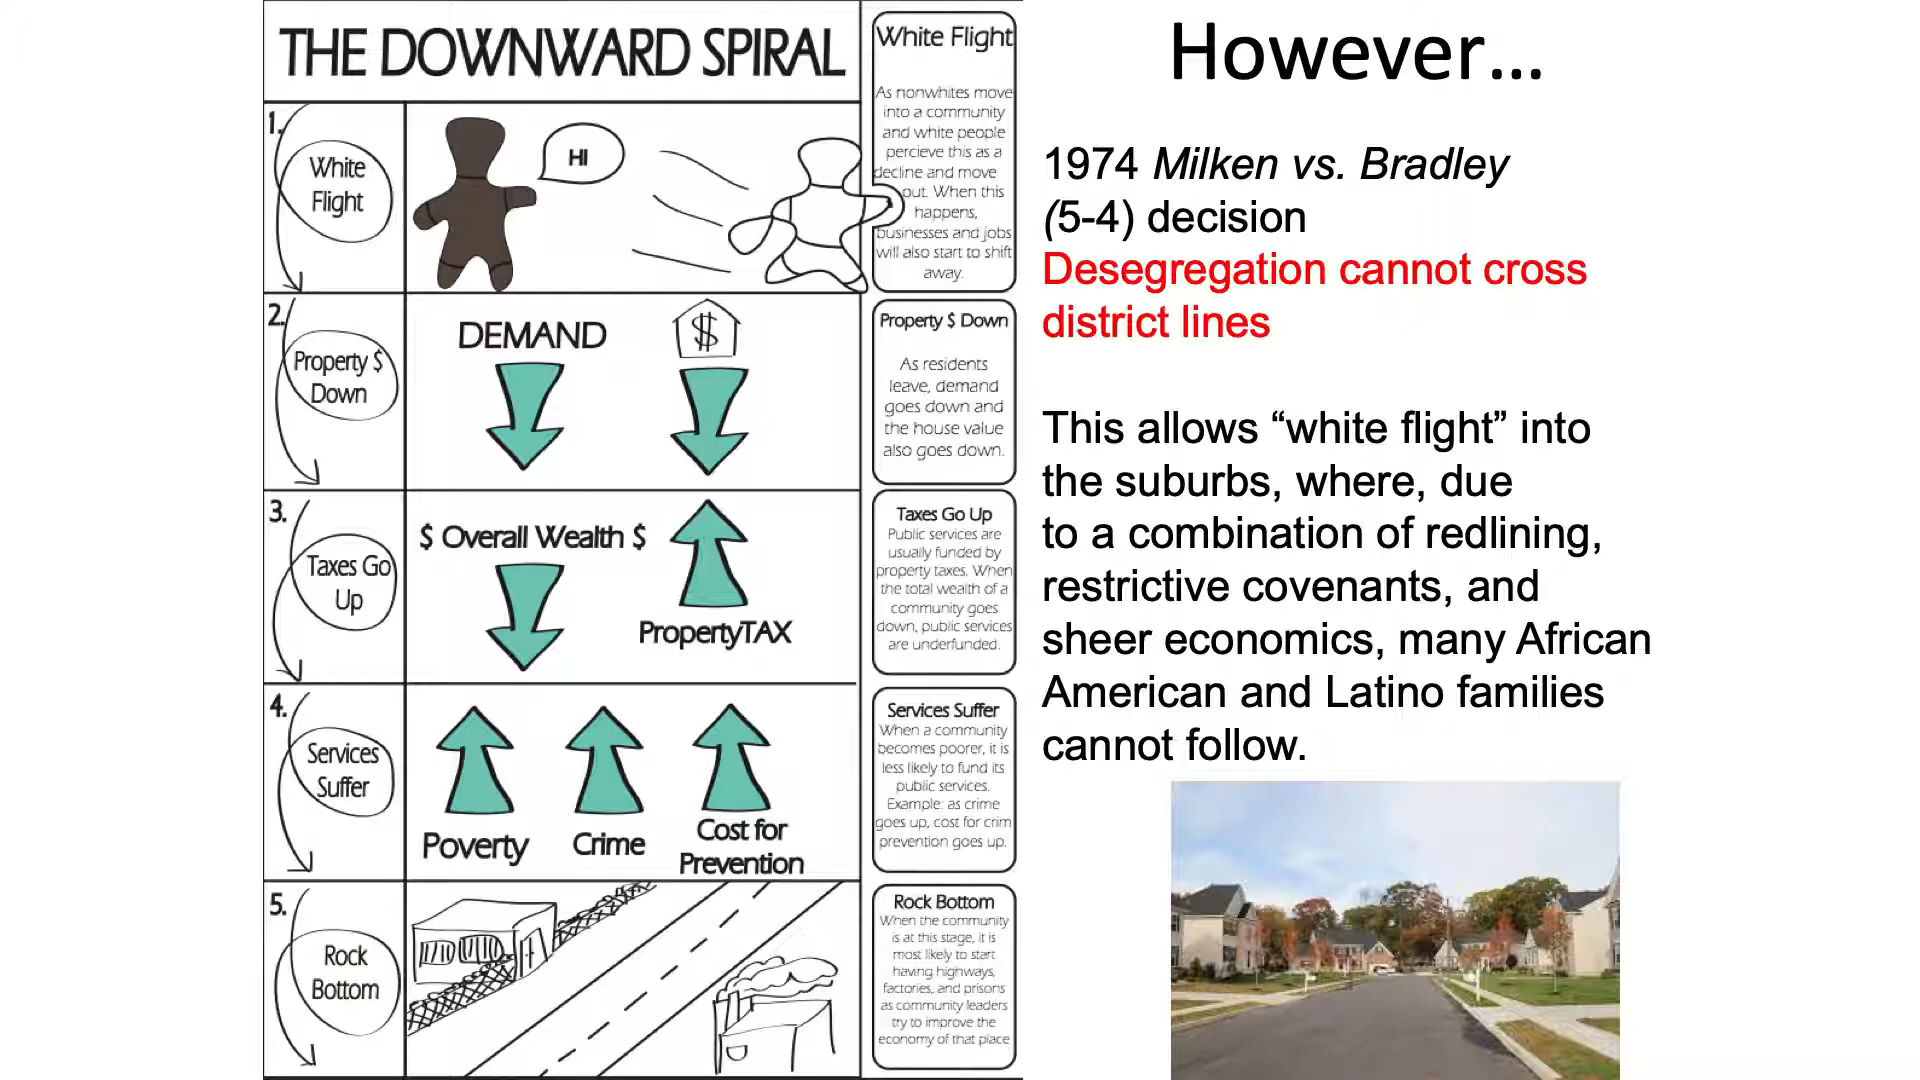 THE DOWNWARD SPIRAL
1.
White
Flight
HI
White Flight
As nonwhites move
into a community
and white people
percieve this as a
decline and move
out. When this
happens,
businesses and jobs
will also start to shift
away.
2.
Property $
Down
DEMAND
$
Property $ Down
As residents
leave, demand
goes down and
the house value
also goes down.
3.
Taxes Go
Up
$ Overall Wealth $
PropertyTAX
Taxes Go Up
Public services are
usually funded by
property taxes. When
the total wealth of a
community goes
down, public services
are underfunded.
4.
Services
Suffer
Poverty
Crime
Cost for
Prevention
Services Suffer
When a community
becomes poorer, it is
less likely to fund its
public services.
Example: as crime
goes up, cost for crim
prevention goes up.
5.
Rock
Bottom
Rock Bottom
When the community
is at this stage, it is
most likely to start
having highways,
factories, and prisons
as community leaders
try to improve the
economy of that place
However...
1974 Milken vs. Bradley
(5-4) decision
Desegregation cannot cross
district lines
This allows “white flight” into
the suburbs, where, due
to a combination of redlining,
restrictive covenants, and
sheer economics, many African
American and Latino families
cannot follow.